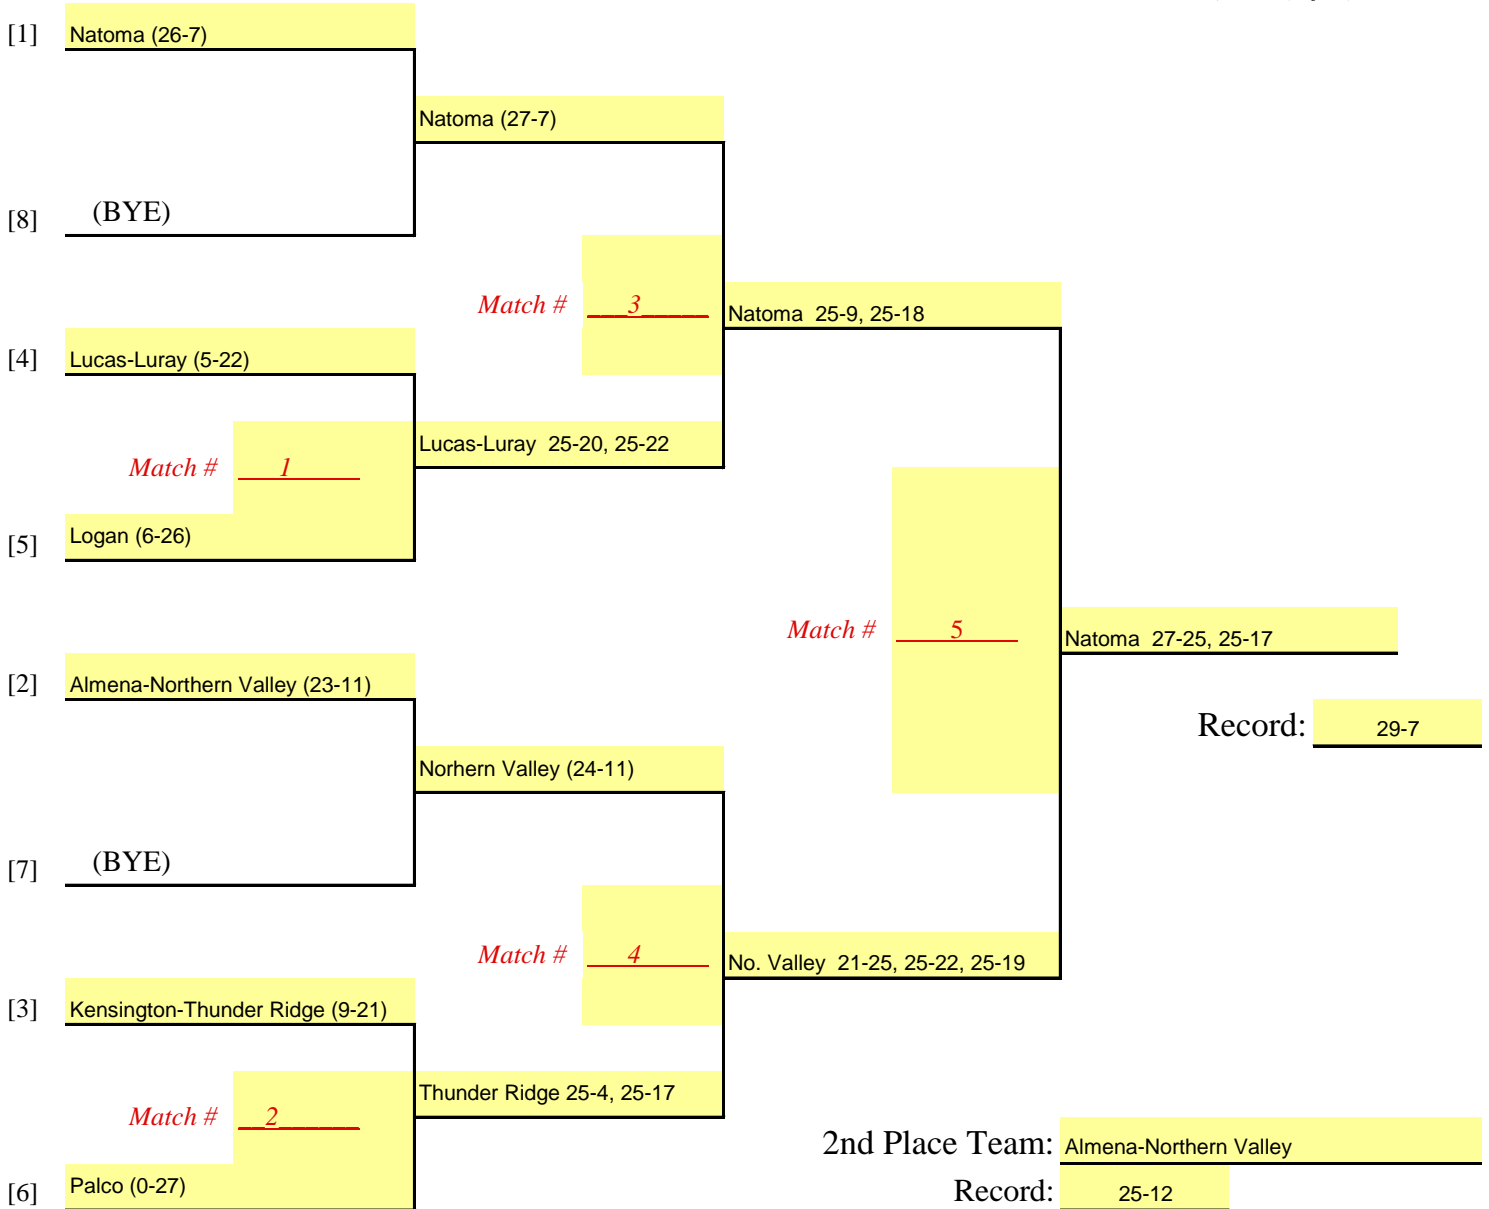 [1] Natoma (26-7)
Natoma (27-7)
[8] (BYE)
Match # 3
Natoma 25-9, 25-18
[4] Lucas-Luray (5-22)
Lucas-Luray 25-20, 25-22
Match # 1
[5] Logan (6-26)
Match # 5
Natoma 27-25, 25-17
[2] Almena-Northern Valley (23-11)
Record: 29-7
Norhern Valley (24-11)
[7] (BYE)
Match # 4
No. Valley 21-25, 25-22, 25-19
[3] Kensington-Thunder Ridge (9-21)
Thunder Ridge 25-4, 25-17
Match # 2
2nd Place Team: Almena-Northern Valley
[6] Palco (0-27)
Record: 25-12